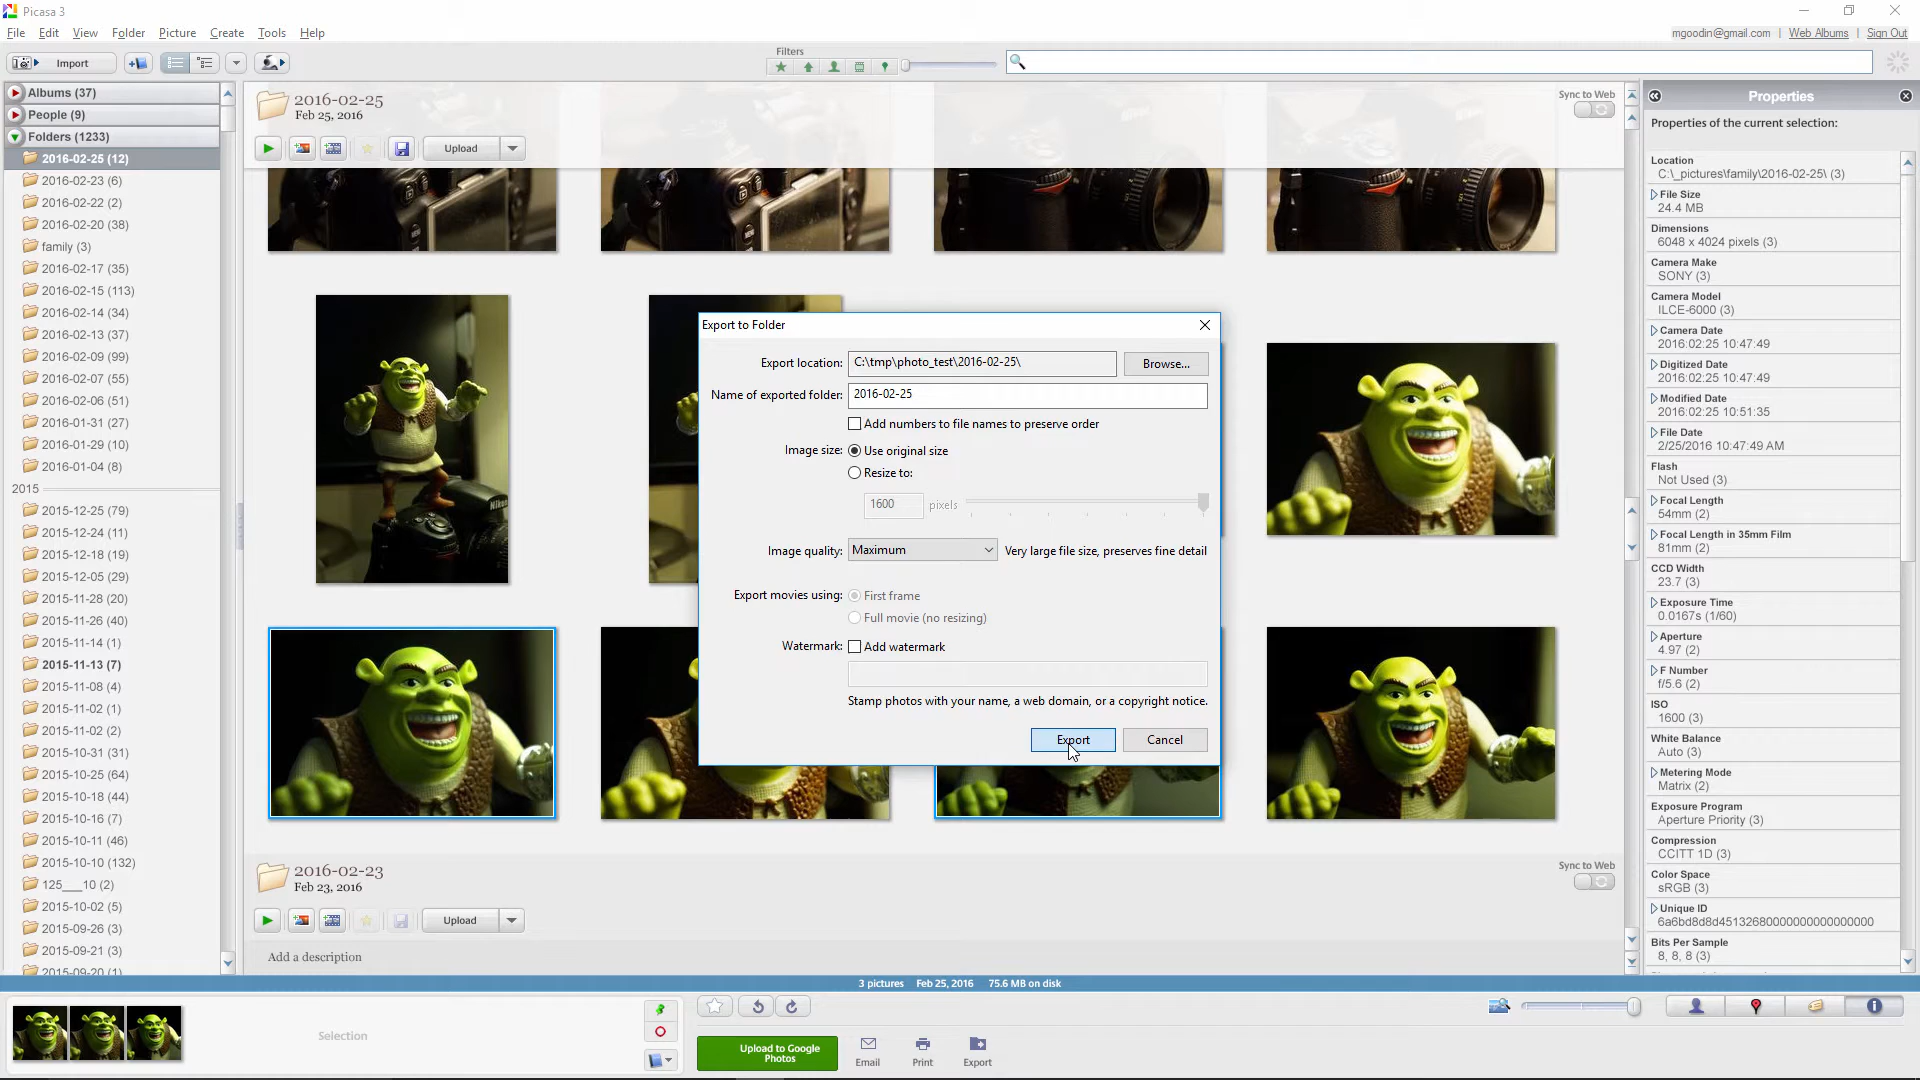 Picasa 3
File Edit View Folder Picture Create Tools Help
mgoodin@gmail.com | Web Albums | Sign Out
Import
Filters
Albums (37)
People (9)
Folders (1233)
2016-02-25 (12)
2016-02-23 (6)
2016-02-22 (2)
2016-02-20 (38)
family (3)
2016-02-17 (35)
2016-02-15 (113)
2016-02-14 (34)
2016-02-13 (37)
2016-02-09 (99)
2016-02-07 (55)
2016-02-06 (51)
2016-01-31 (27)
2016-01-29 (10)
2016-01-04 (8)
2015
2015-12-25 (79)
2015-12-24 (11)
2015-12-18 (19)
2015-12-05 (29)
2015-11-28 (20)
2015-11-26 (40)
2015-11-14 (1)
2015-11-13 (7)
2015-11-08 (4)
2015-11-02 (1)
2015-11-02 (2)
2015-10-31 (31)
2015-10-25 (64)
2015-10-18 (44)
2015-10-16 (7)
2015-10-11 (46)
2015-10-10 (132)
125___10 (2)
2015-10-02 (5)
2015-09-26 (3)
2015-09-21 (3)
2015-09-20 (1)
2016-02-25
Feb 25, 2016
Sync to Web
Upload
Nikon
Export to Folder
Export location: C:\tmp\photo_test\2016-02-25\ Browse...
Name of exported folder: 2016-02-25
Add numbers to file names to preserve order
Image size: Use original size
Resize to:
1600 pixels
Image quality: Maximum Very large file size, preserves fine detail
Export movies using: First frame
Full movie (no resizing)
Watermark: Add watermark
Stamp photos with your name, a web domain, or a copyright notice.
Export Cancel
2016-02-23
Feb 23, 2016
Sync to Web
Upload
Add a description
Properties
Properties of the current selection:
Location
C:\_pictures\family\2016-02-25\ (3)
File Size
24.4 MB
Dimensions
6048 x 4024 pixels (3)
Camera Make
SONY (3)
Camera Model
ILCE-6000 (3)
Camera Date
2016:02:25 10:47:49
Digitized Date
2016:02:25 10:47:49
Modified Date
2016:02:25 10:51:35
File Date
2/25/2016 10:47:49 AM
Flash
Not Used (3)
Focal Length
54mm (2)
Focal Length in 35mm Film
81mm (2)
CCD Width
23.7 (3)
Exposure Time
0.0167s (1/60)
Aperture
4.97 (2)
F Number
f/5.6 (2)
ISO
1600 (3)
White Balance
Auto (3)
Metering Mode
Matrix (2)
Exposure Program
Aperture Priority (3)
Compression
CCITT 1D (3)
Color Space
sRGB (3)
Unique ID
Bits Per Sample
8, 8, 8 (3)
3 pictures Feb 25, 2016 75.6 MB on disk
Selection
Upload to Google
Photos
Email Print Export